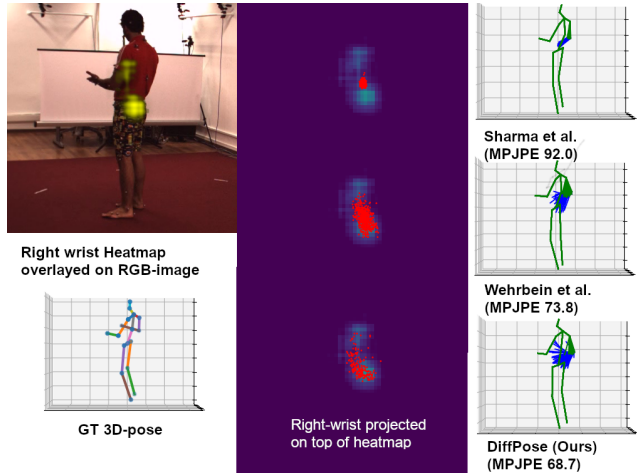 Right wrist Heatmap
overlayed on RGB-image
GT 3D-pose
Right-wrist projected
on top of heatmap
Sharma et al.
(MPJPE 92.0)
Wehrbein et al.
(MPJPE 73.8)
DiffPose (Ours)
(MPJPE 68.7)